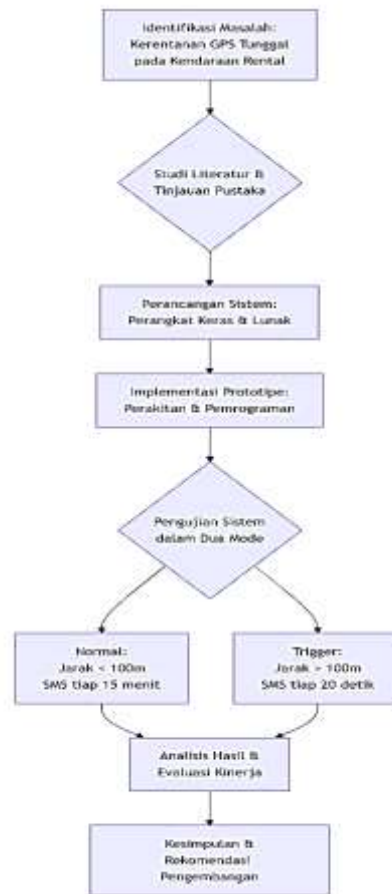 Identifikasi Masalah:
Kerentanan GPS Tunggal
pada Kendaraan Rental
Studi Literatur &
Tinjauan Pustaka
Perancangan Sistem:
Perangkat Keras & Lunak
Implementasi Prototipe:
Perakitan & Pemrograman
Pengujian Sistem
dalam Dua Mode
Normal:
Jarak < 100m
SMS tiap 15 menit
Trigger:
Jarak > 100m
SMS tiap 20 detik
Analisis Hasil &
Evaluasi Kinerja
Kesimpulan &
Rekomendasi
Pengembangan